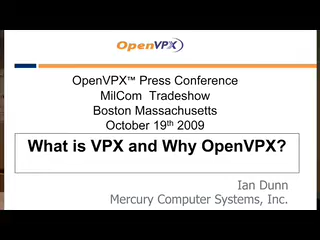 OpenVPX
OpenVPX™ Press Conference
MilCom Tradeshow
Boston Massachusetts
October 19th 2009
What is VPX and Why OpenVPX?
Ian Dunn
Mercury Computer Systems, Inc.